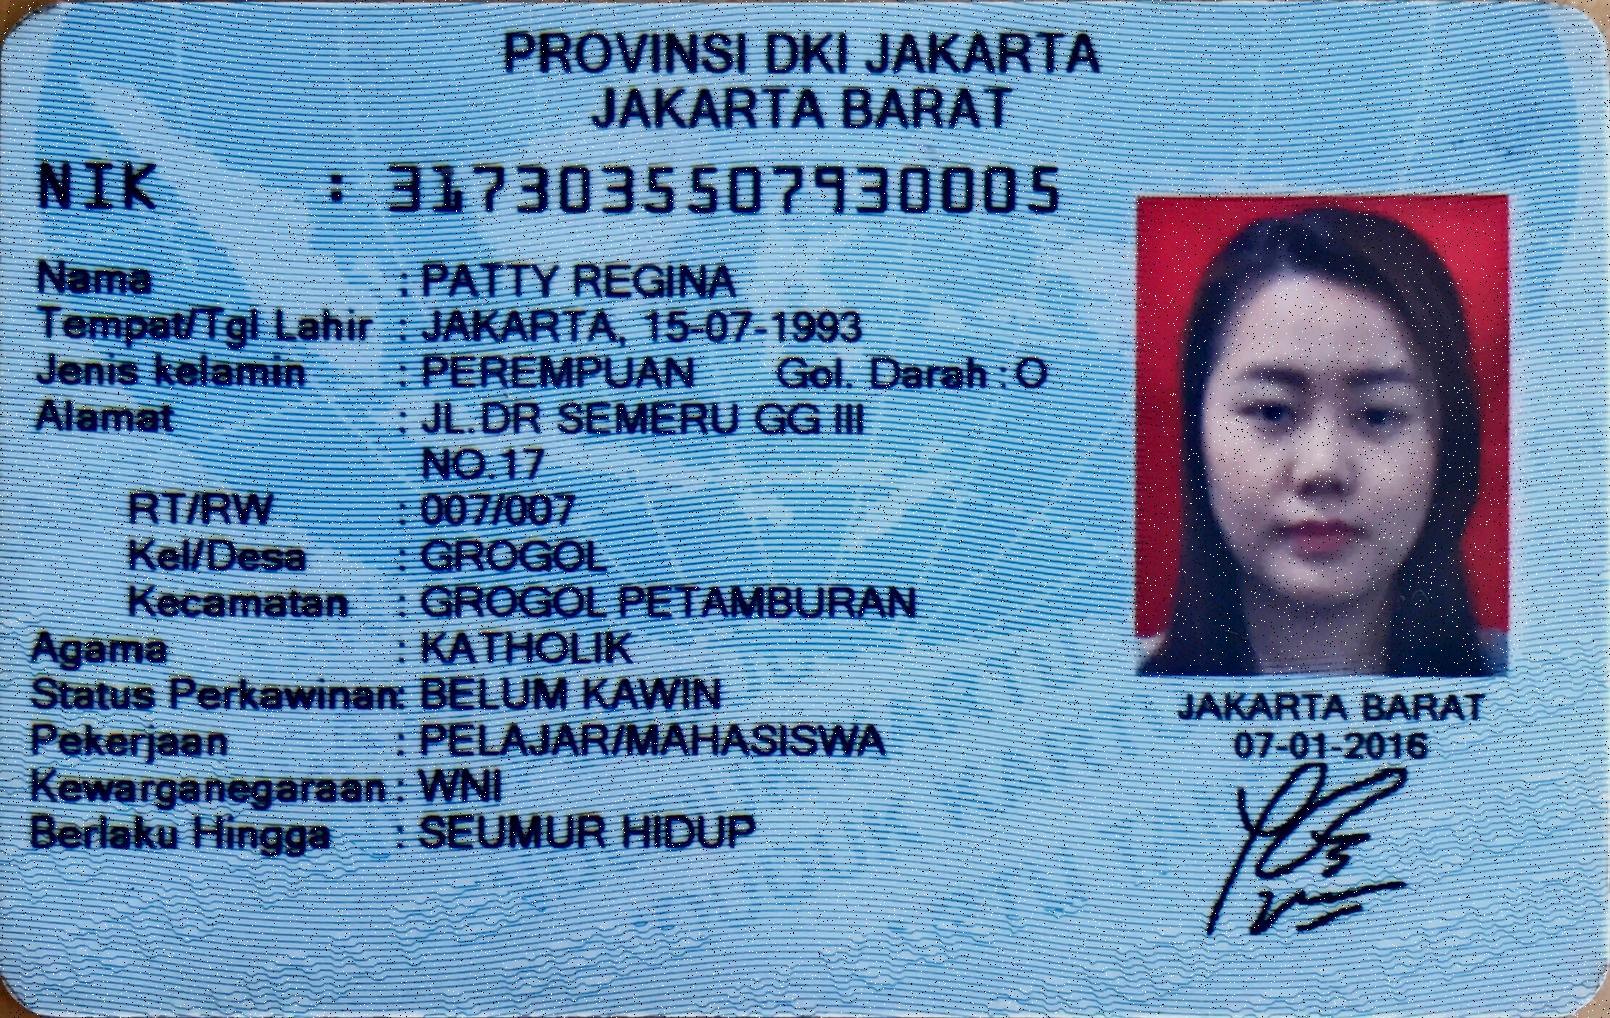 PROVINSI DKI JAKARTA
JAKARTA BARAT
NIK : 3173035507930005
Nama : PATTY REGINA
Tempat/Tgl Lahir : JAKARTA, 15-07-1993
Jenis kelamin : PEREMPUAN Gol. Darah : O
Alamat : JL.DR SEMERU GG III
NO.17
RT/RW : 007/007
Kel/Desa : GROGOL
Kecamatan : GROGOL PETAMBURAN
Agama : KATHOLIK
Status Perkawinan: BELUM KAWIN
Pekerjaan : PELAJAR/MAHASISWA
Kewarganegaraan : WNI
Berlaku Hingga : SEUMUR HIDUP
JAKARTA BARAT
07-01-2016